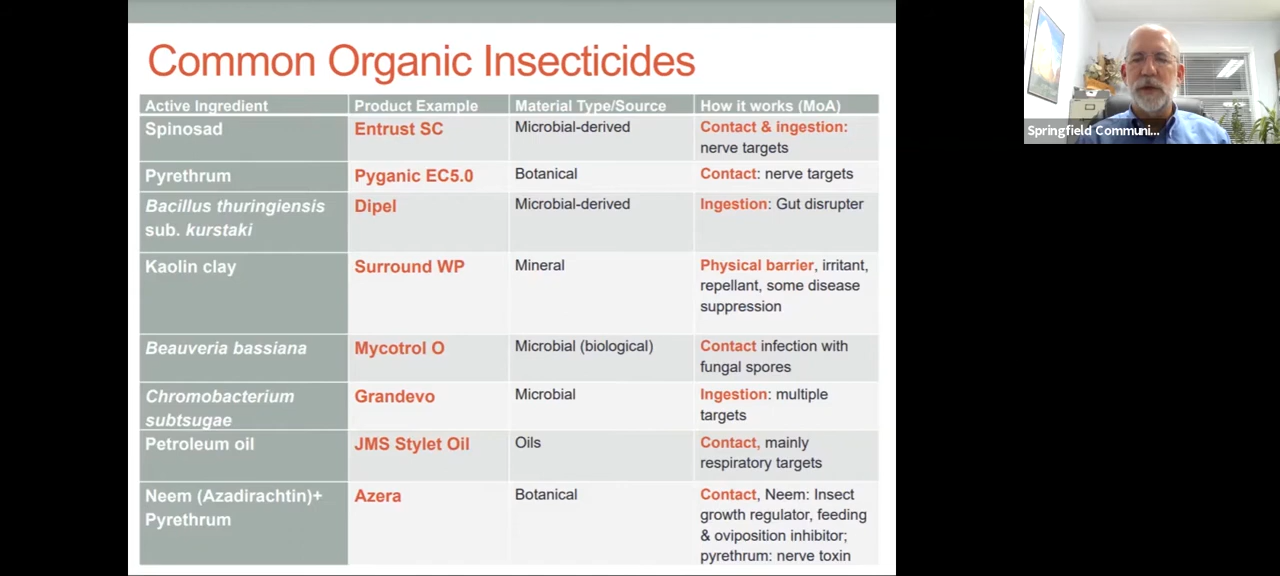 Common Organic Insecticides
Active Ingredient Product Example Material Type/Source How it works (MoA)
Spinosad Entrust SC Microbial-derived Contact & ingestion:
nerve targets
Pyrethrum Pyganic EC5.0 Botanical Contact: nerve targets
Bacillus thuringiensis Dipel Microbial-derived Ingestion: Gut disrupter
sub. kurstaki
Kaolin clay Surround WP Mineral Physical barrier, irritant,
repellant, some disease
suppression
Beauveria bassiana Mycotrol O Microbial (biological) Contact infection with
fungal spores
Chromobacterium Grandevo Microbial Ingestion: multiple
subtsugae targets
Petroleum oil JMS Stylet Oil Oils Contact, mainly
respiratory targets
Neem (Azadirachtin)+ Azera Botanical Contact, Neem: Insect
Pyrethrum growth regulator, feeding
& oviposition inhibitor;
pyrethrum: nerve toxin
Springfield Communi...